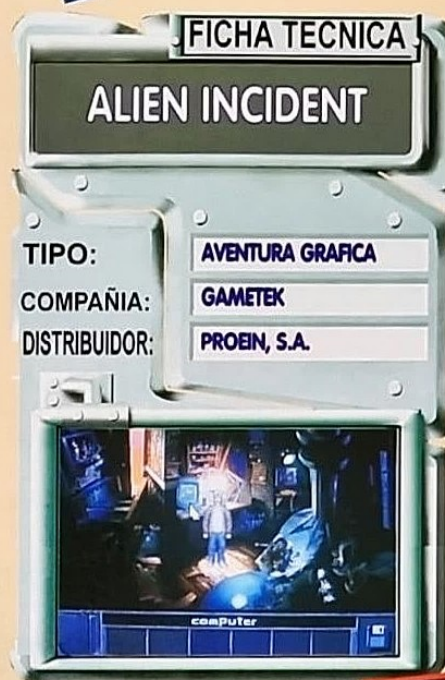 FICHA TECNICA
ALIEN INCIDENT
TIPO: AVENTURA GRAFICA
COMPAÑIA: GAMETEK
DISTRIBUIDOR: PROEIN, S.A.
computer